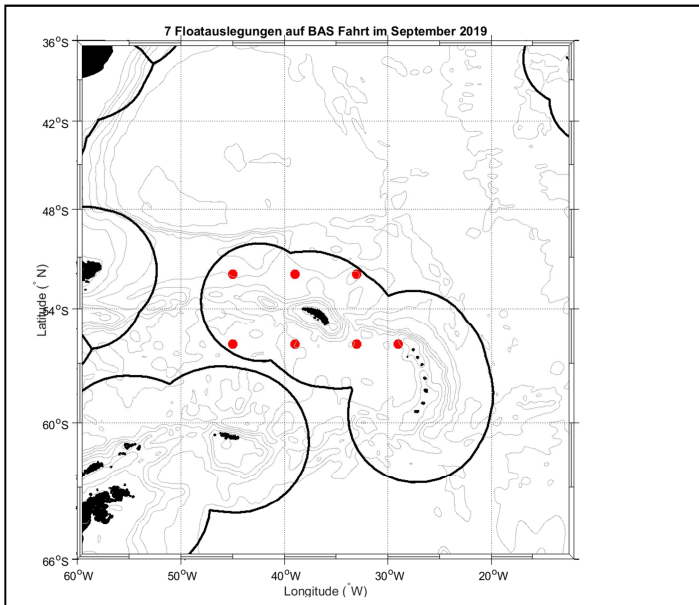 7 Floatauslegungen auf BAS Fahrt im September 2019
36°S
42°S
48°S
54°S
60°S
66°S
Latitude (°N)
60°W 50°W 40°W 30°W 20°W
Longitude (°W)